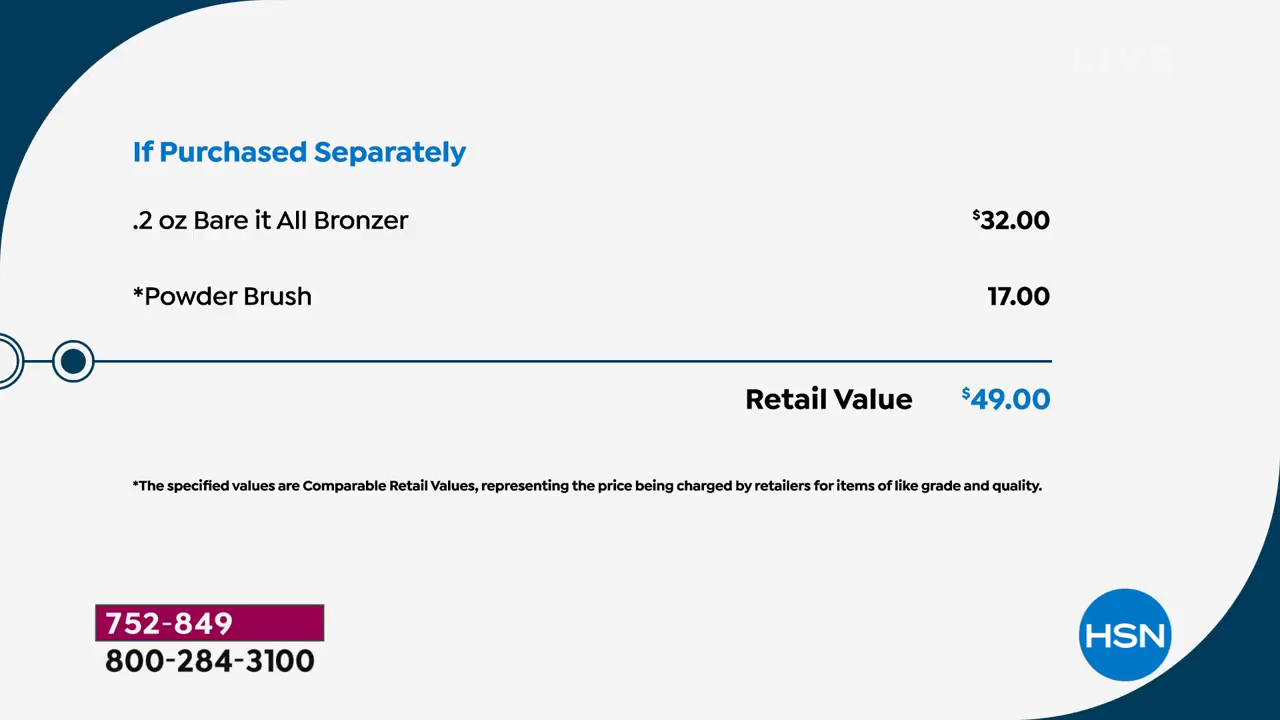 LIVE
If Purchased Separately
.2 oz Bare it All Bronzer $32.00
*Powder Brush 17.00
Retail Value $49.00
*The specified values are Comparable Retail Values, representing the price being charged by retailers for items of like grade and quality.
752-849
800-284-3100
HSN